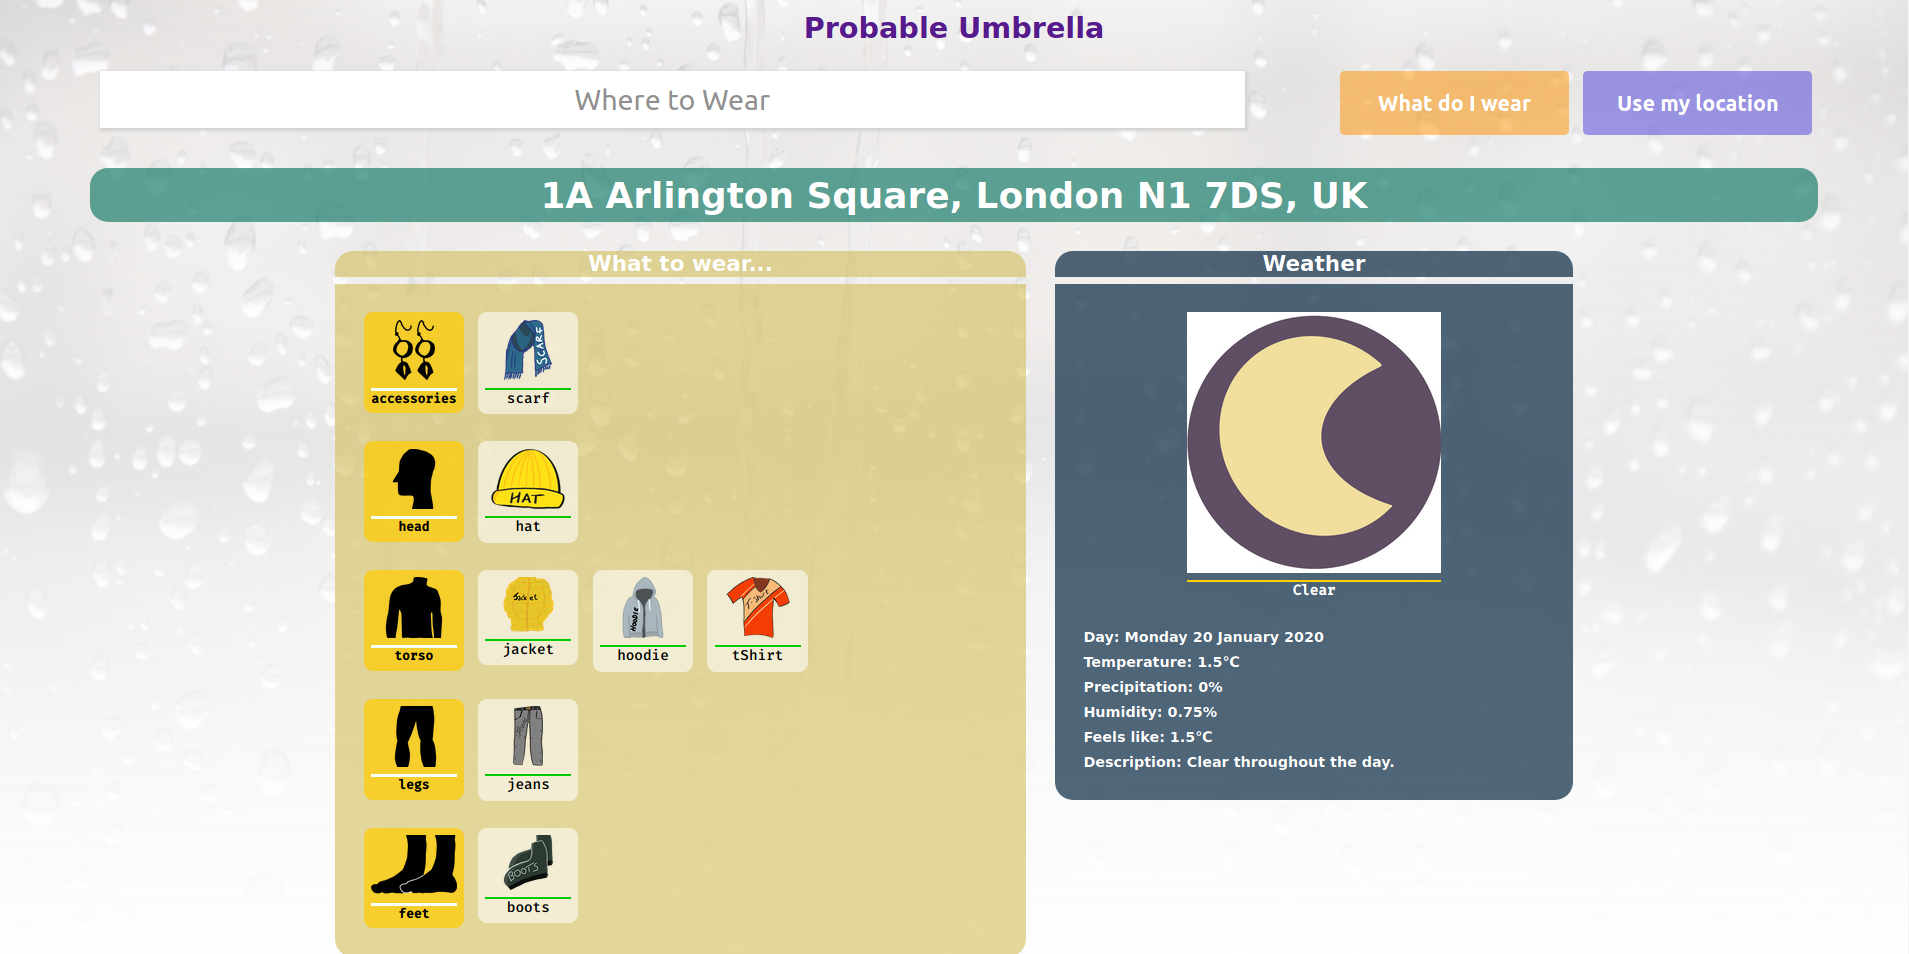 Probable Umbrella
Where to Wear
What do I wear
Use my location
1A Arlington Square, London N1 7DS, UK
What to wear...
SCARF
accessories
scarf
HAT
head
hat
Jacket
HOODIE
T-Shirt
torso
jacket
hoodie
tShirt
legs
jeans
BOOTS
feet
boots
Weather
Clear
Day: Monday 20 January 2020
Temperature: 1.5°C
Precipitation: 0%
Humidity: 0.75%
Feels like: 1.5°C
Description: Clear throughout the day.